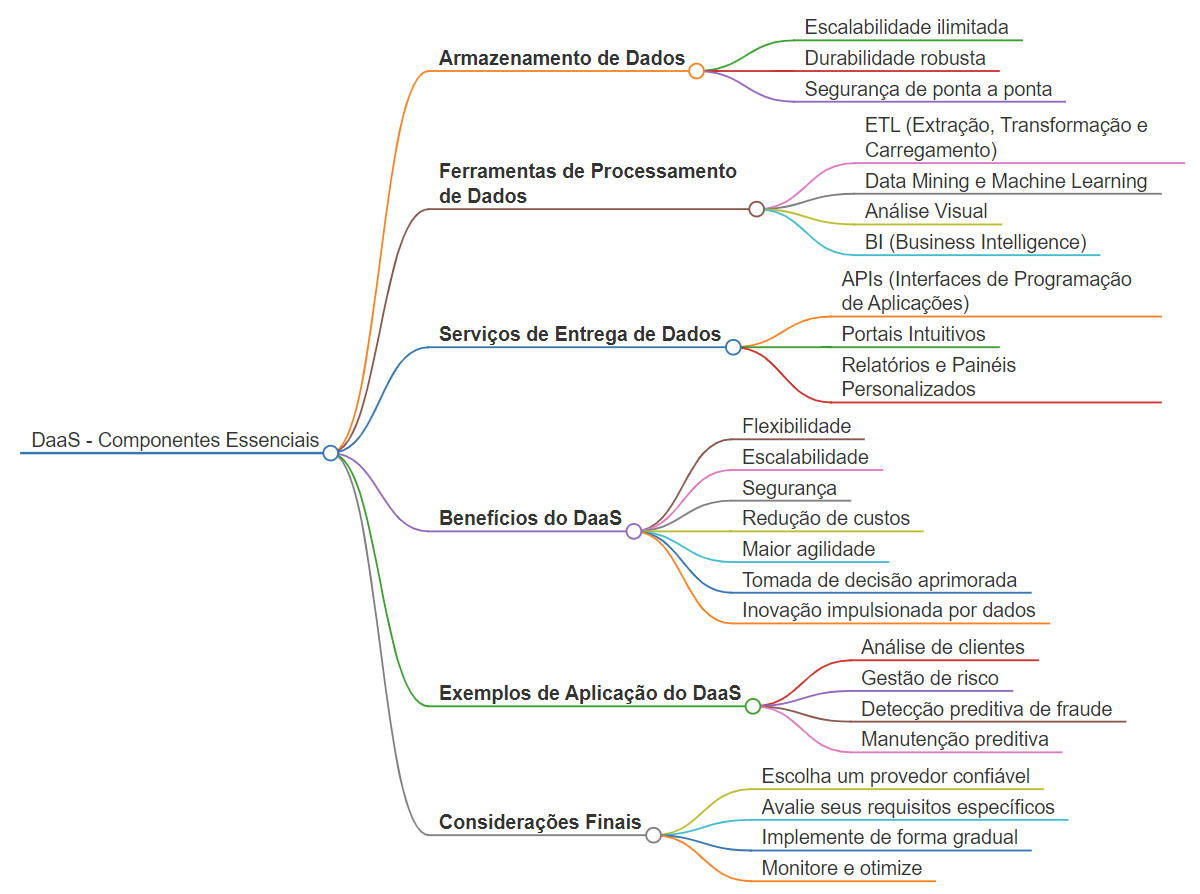 DaaS - Componentes Essenciais
Armazenamento de Dados
Escalabilidade ilimitada
Durabilidade robusta
Segurança de ponta a ponta
Ferramentas de Processamento
de Dados
ETL (Extração, Transformação e
Carregamento)
Data Mining e Machine Learning
Análise Visual
BI (Business Intelligence)
Serviços de Entrega de Dados
APIs (Interfaces de Programação
de Aplicações)
Portais Intuitivos
Relatórios e Painéis
Personalizados
Benefícios do DaaS
Flexibilidade
Escalabilidade
Segurança
Redução de custos
Maior agilidade
Tomada de decisão aprimorada
Inovação impulsionada por dados
Exemplos de Aplicação do DaaS
Análise de clientes
Gestão de risco
Detecção preditiva de fraude
Manutenção preditiva
Considerações Finais
Escolha um provedor confiável
Avalie seus requisitos específicos
Implemente de forma gradual
Monitore e otimize